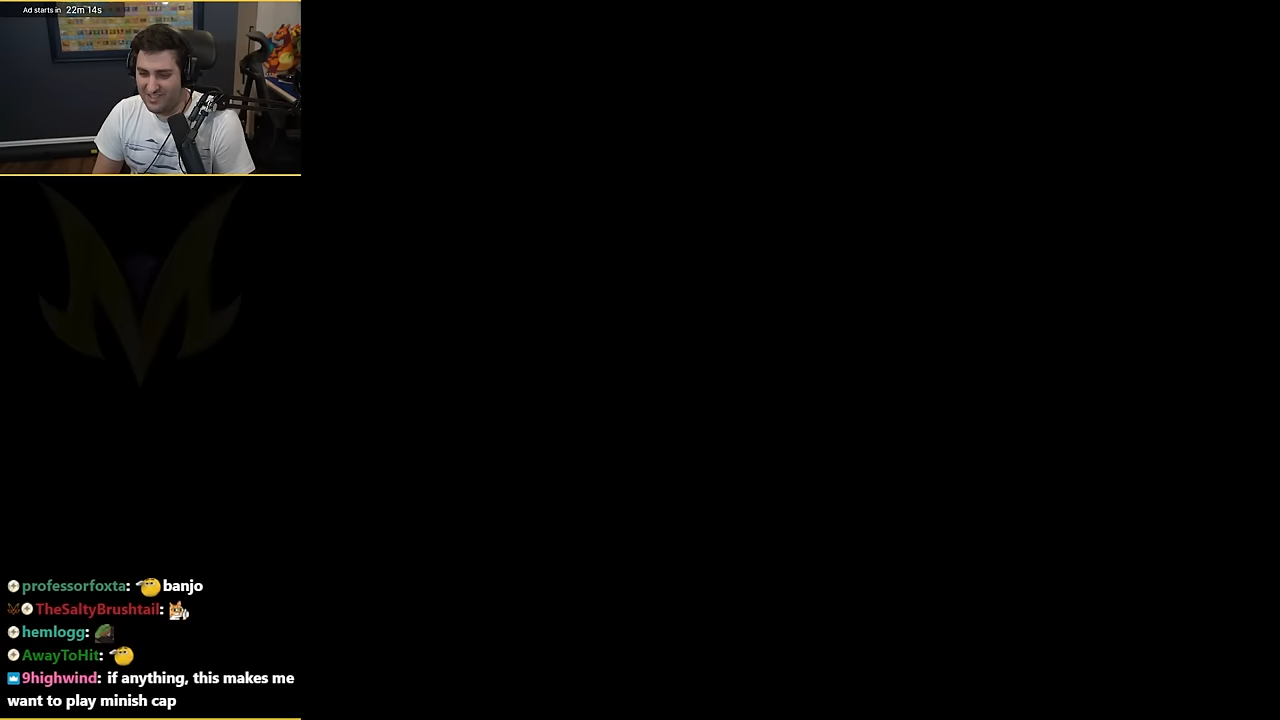 Ad starts in 22m 14s
professorfoxta: banjo
TheSaltyBrushtail:
hemlogg:
AwayToHit:
9highwind: if anything, this makes me
want to play minish cap